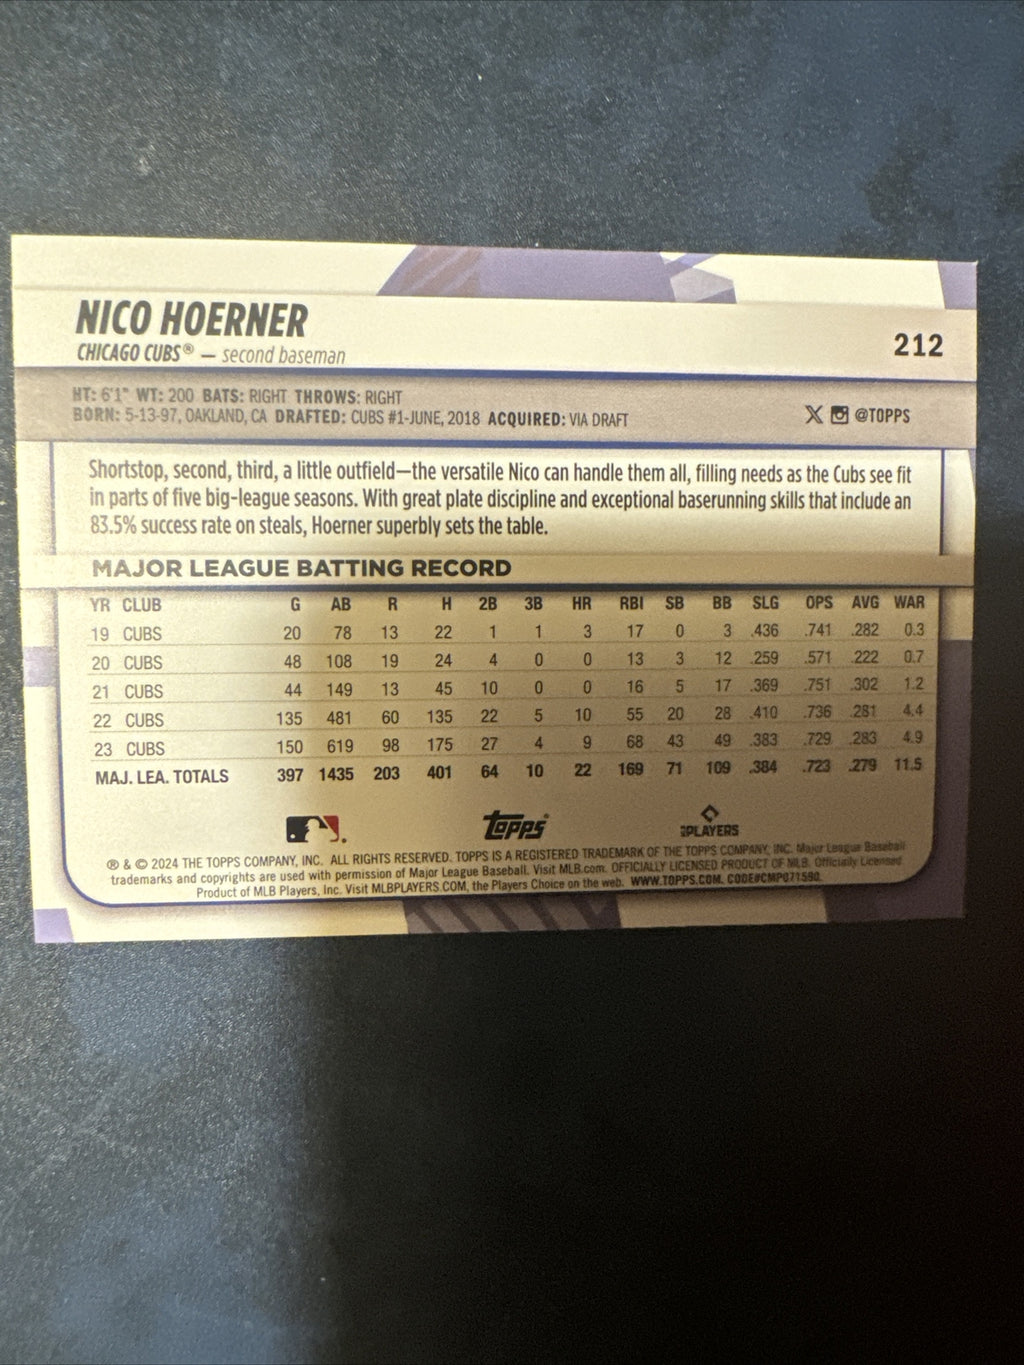 NICO HOERNER
CHICAGO CUBS® — second baseman
212
HT: 6'1" WT: 200 BATS: RIGHT THROWS: RIGHT
BORN: 5-13-97, OAKLAND, CA DRAFTED: CUBS #1-JUNE, 2018 ACQUIRED: VIA DRAFT
@TOPPS
Shortstop, second, third, a little outfield—the versatile Nico can handle them all, filling needs as the Cubs see fit
in parts of five big-league seasons. With great plate discipline and exceptional baserunning skills that include an
83.5% success rate on steals, Hoerner superbly sets the table.
MAJOR LEAGUE BATTING RECORD
YR CLUB G AB R H 2B 3B HR RBI SB BB SLG OPS AVG WAR
19 CUBS 20 78 13 22 1 1 3 17 0 3 .436 .741 .282 0.3
20 CUBS 48 108 19 24 4 0 0 13 3 12 .259 .571 .222 0.7
21 CUBS 44 149 13 45 10 0 0 16 5 17 .369 .751 .302 1.2
22 CUBS 135 481 60 135 22 5 10 55 20 28 .410 .736 .281 4.4
23 CUBS 150 619 98 175 27 4 9 68 43 49 .383 .729 .283 4.9
MAJ. LEA. TOTALS 397 1435 203 401 64 10 22 169 71 109 .384 .723 .279 11.5
topps®
MLBPLAYERS
® & © 2024 THE TOPPS COMPANY, INC. ALL RIGHTS RESERVED. TOPPS IS A REGISTERED TRADEMARK OF THE TOPPS COMPANY, INC. Major League Baseball
trademarks and copyrights are used with permission of Major League Baseball. Visit MLB.com. OFFICIALLY LICENSED PRODUCT OF MLB. Officially Licensed
Product of MLB Players, Inc. Visit MLBPLAYERS.COM, the Players Choice on the web. WWW.TOPPS.COM. CODE#CMP071590.